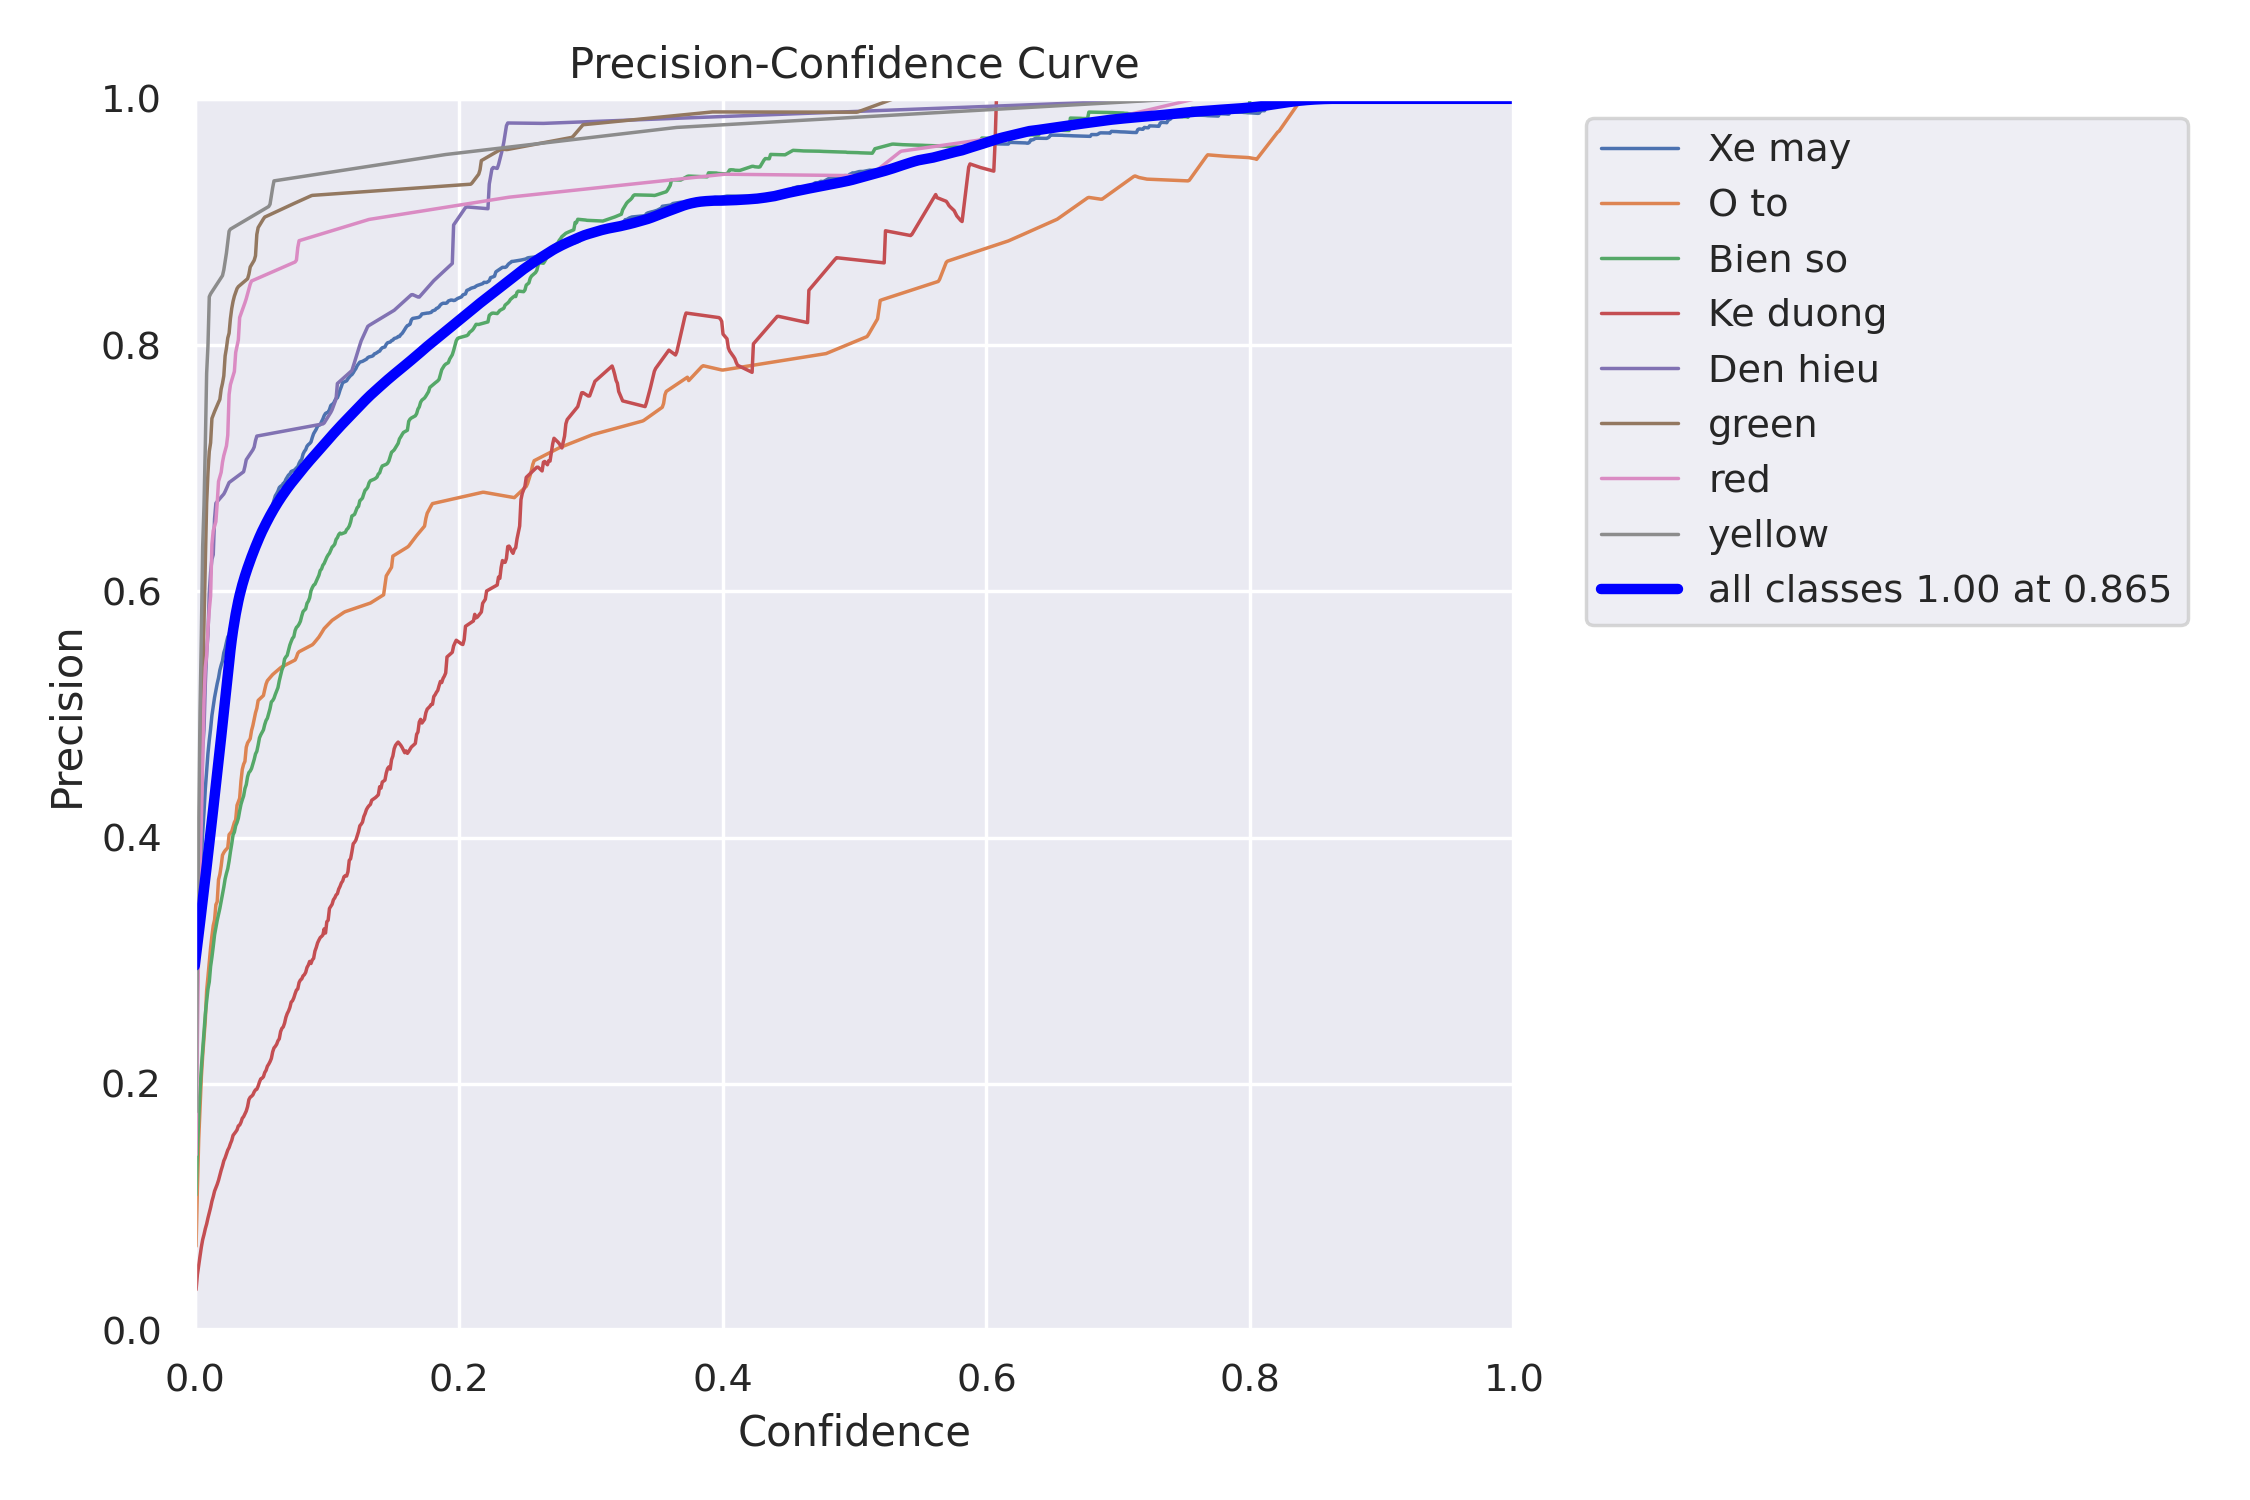 Precision-Confidence Curve
1.0
0.8
0.6
0.4
0.2
0.0
Precision
0.0 0.2 0.4 0.6 0.8 1.0
Confidence
Xe may
O to
Bien so
Ke duong
Den hieu
green
red
yellow
all classes 1.00 at 0.865